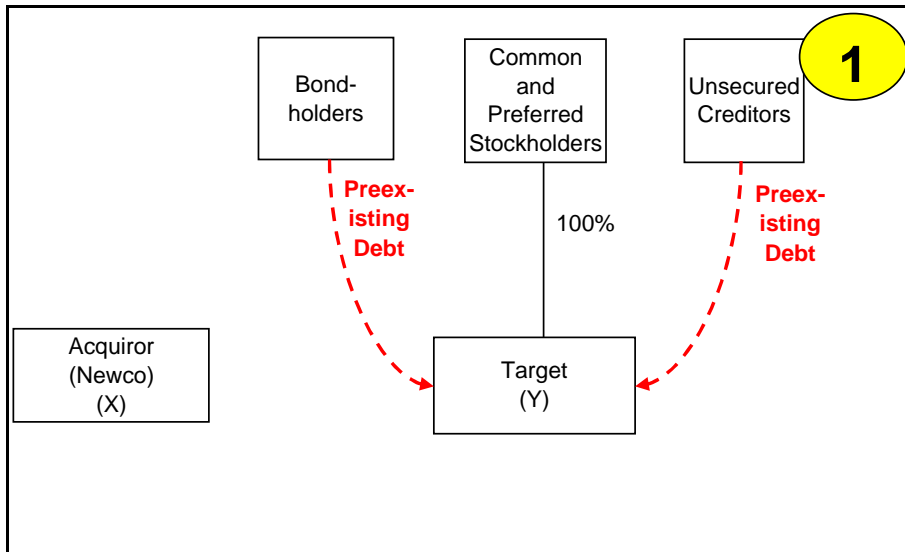 Bond-
holders
Common
and
Preferred
Stockholders
Unsecured
Creditors
1
Preex-
isting
Debt
100%
Preex-
isting
Debt
Acquiror
(Newco)
(X)
Target
(Y)